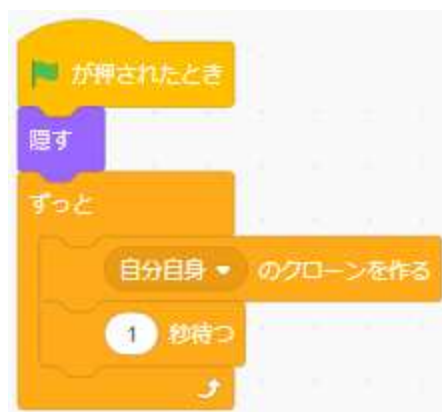 が押されたとき
隠す
ずっと
自分自身 のクローンを作る
1 秒待つ